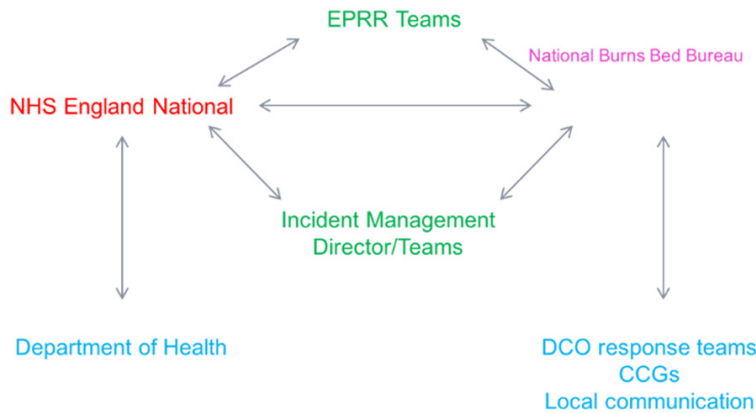 EPRR Teams
National Burns Bed Bureau
NHS England National
Incident Management
Director/Teams
Department of Health
DCO response teams
CCGs
Local communication